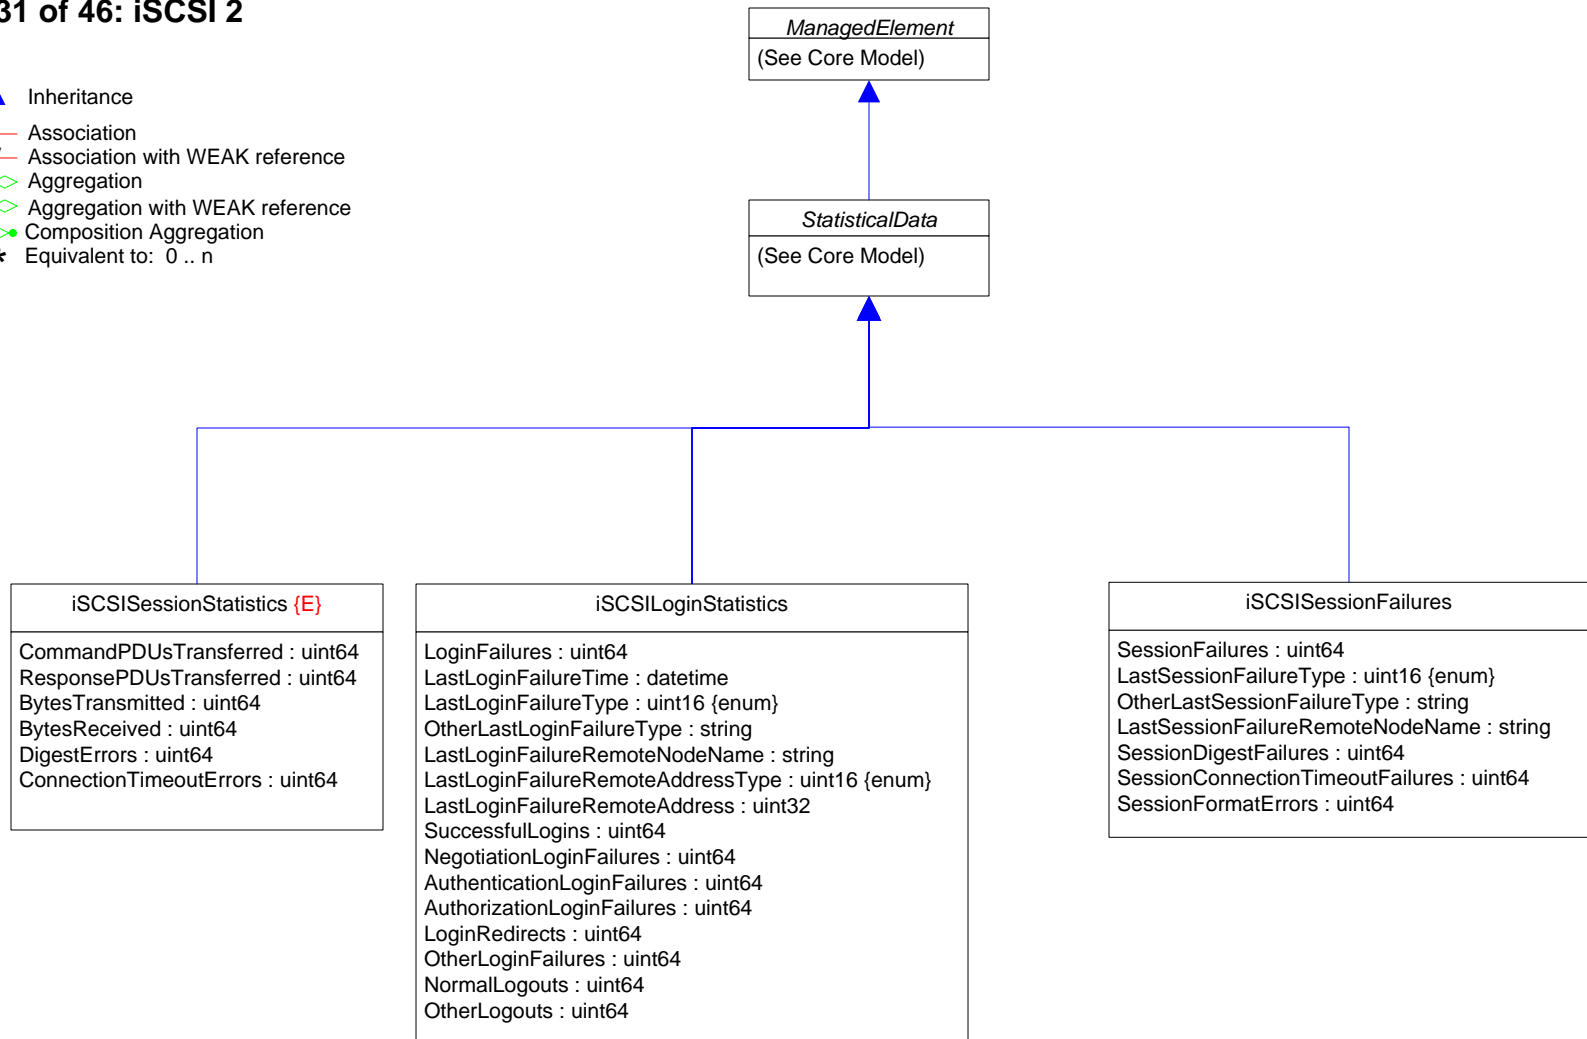 31 of 46: iSCSI 2
Inheritance
Association
Association with WEAK reference
Aggregation
Aggregation with WEAK reference
Composition Aggregation
* Equivalent to: 0 .. n
ManagedElement
(See Core Model)
StatisticalData
(See Core Model)
iSCSISessionStatistics {E}
CommandPDUsTransferred : uint64
ResponsePDUsTransferred : uint64
BytesTransmitted : uint64
BytesReceived : uint64
DigestErrors : uint64
ConnectionTimeoutErrors : uint64
iSCSILoginStatistics
LoginFailures : uint64
LastLoginFailureTime : datetime
LastLoginFailureType : uint16 {enum}
OtherLastLoginFailureType : string
LastLoginFailureRemoteNodeName : string
LastLoginFailureRemoteAddressType : uint16 {enum}
LastLoginFailureRemoteAddress : uint32
SuccessfulLogins : uint64
NegotiationLoginFailures : uint64
AuthenticationLoginFailures : uint64
AuthorizationLoginFailures : uint64
LoginRedirects : uint64
OtherLoginFailures : uint64
NormalLogouts : uint64
OtherLogouts : uint64
iSCSISessionFailures
SessionFailures : uint64
LastSessionFailureType : uint16 {enum}
OtherLastSessionFailureType : string
LastSessionFailureRemoteNodeName : string
SessionDigestFailures : uint64
SessionConnectionTimeoutFailures : uint64
SessionFormatErrors : uint64